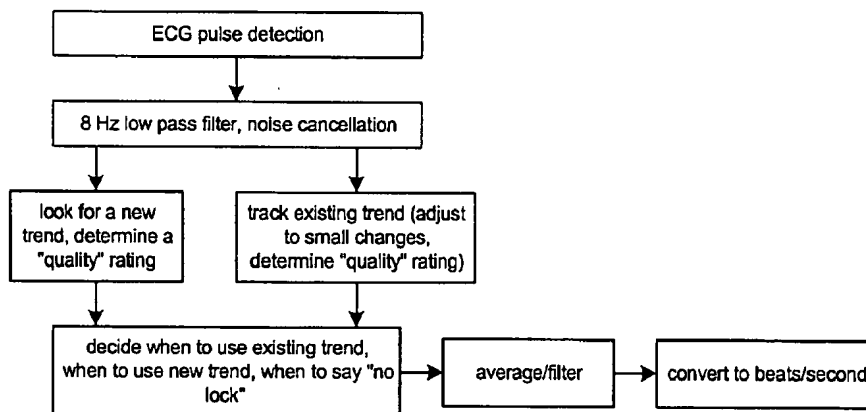 ECG pulse detection
8 Hz low pass filter, noise cancellation
look for a new
trend, determine a
"quality" rating
track existing trend (adjust
to small changes,
determine "quality" rating)
decide when to use existing trend,
when to use new trend, when to say "no
lock"
average/filter
convert to beats/second